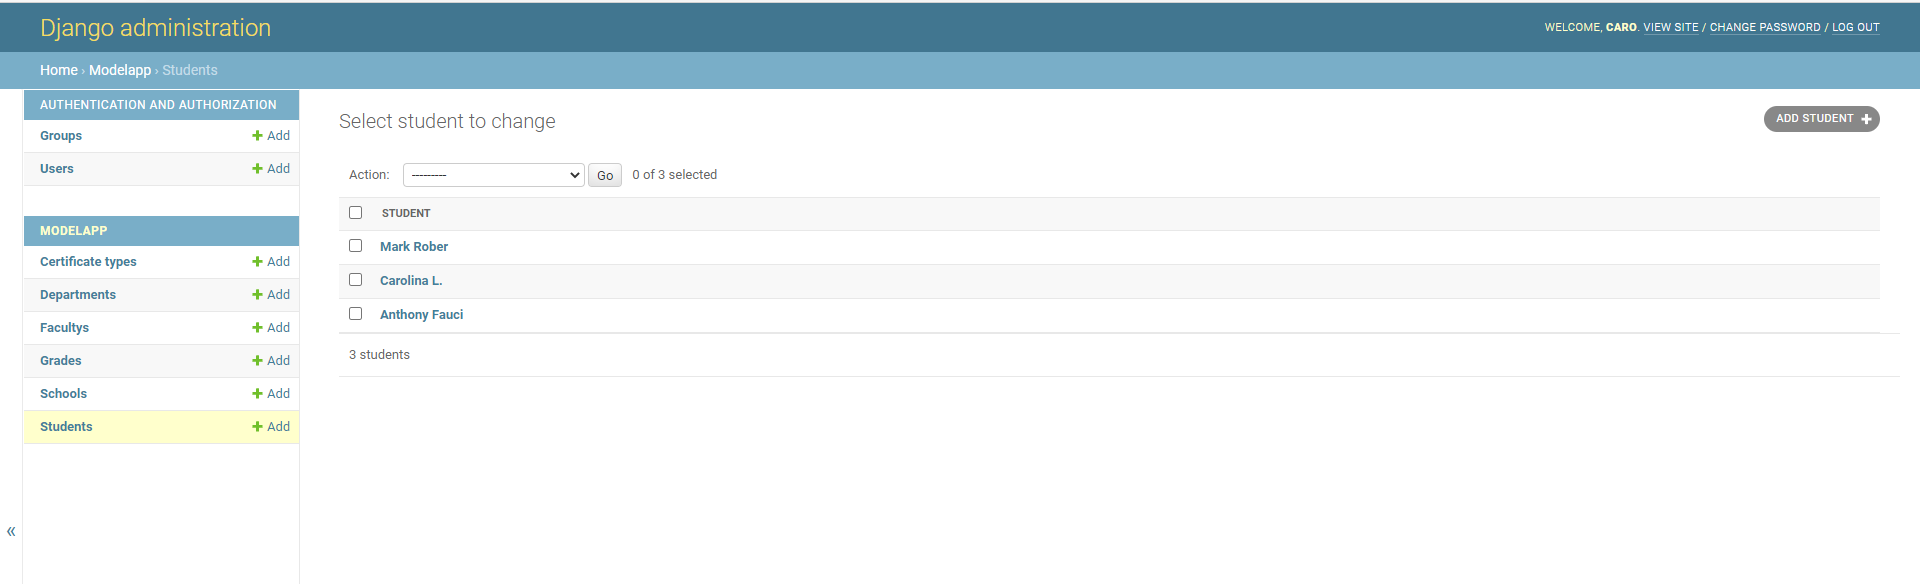 Django administration
WELCOME, CARO. VIEW SITE / CHANGE PASSWORD / LOG OUT
Home › Modelapp › Students
AUTHENTICATION AND AUTHORIZATION
Groups Add
Users Add
MODELAPP
Certificate types Add
Departments Add
Facultys Add
Grades Add
Schools Add
Students Add
«
Select student to change
ADD STUDENT
Action: --------- Go 0 of 3 selected
STUDENT
Mark Rober
Carolina L.
Anthony Fauci
3 students